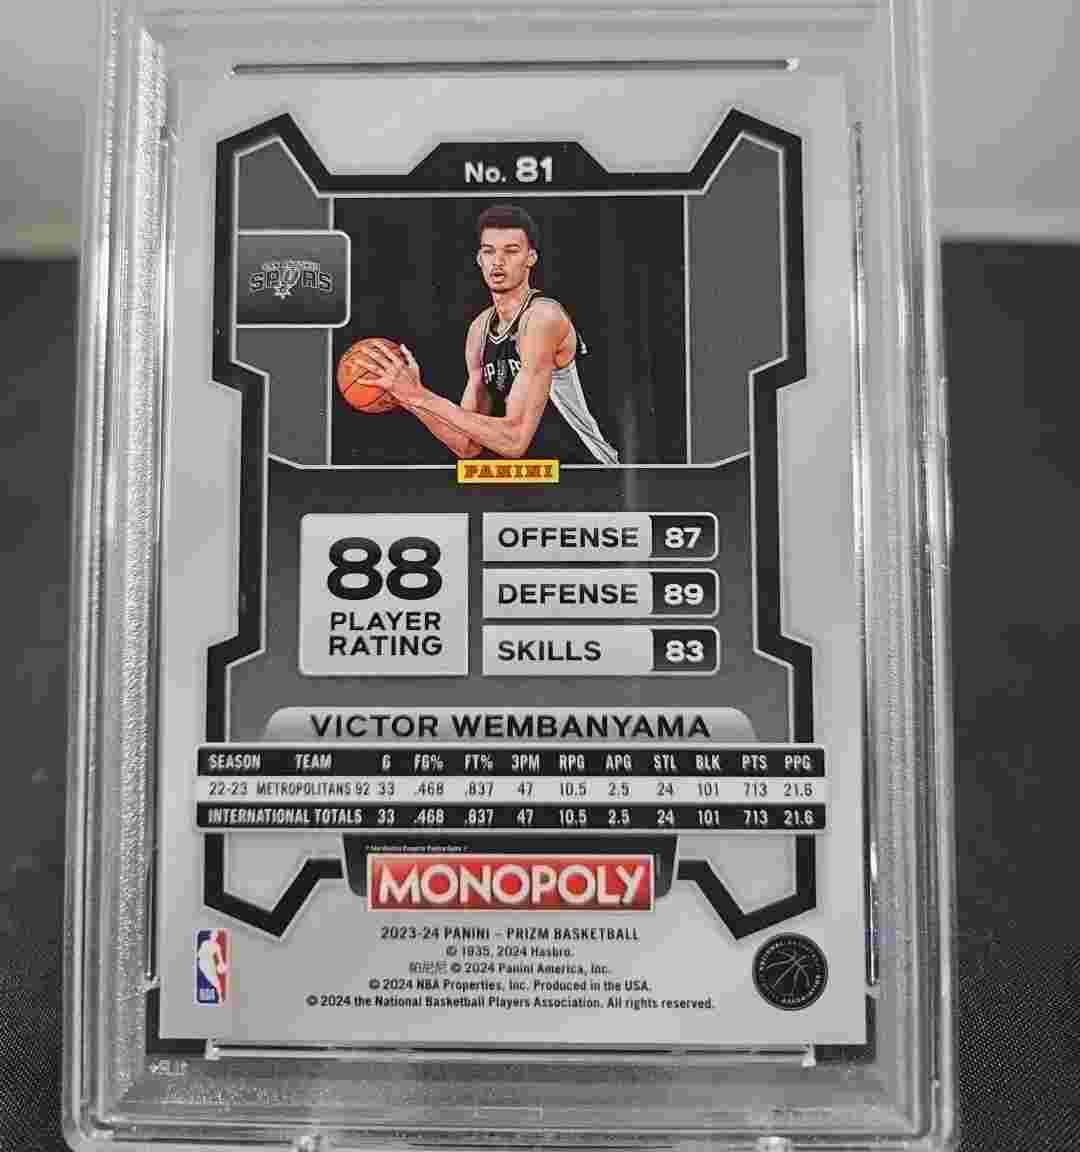 No. 81
SAN ANTONIO
SPURS
PANINI
88
PLAYER
RATING
OFFENSE 87
DEFENSE 89
SKILLS 83
VICTOR WEMBANYAMA
SEASON TEAM G FG% FT% 3PM RPG APG STL BLK PTS PPG
22-23 METROPOLITANS 92 33 .468 .837 47 10.5 2.5 24 101 713 21.6
INTERNATIONAL TOTALS 33 .468 .837 47 10.5 2.5 24 101 713 21.6
MONOPOLY
2023-24 PANINI – PRIZM BASKETBALL
© 1935, 2024 Hasbro.
帕尼尼 © 2024 Panini America, Inc.
© 2024 NBA Properties, Inc. Produced in the USA.
© 2024 the National Basketball Players Association. All rights reserved.
NBA